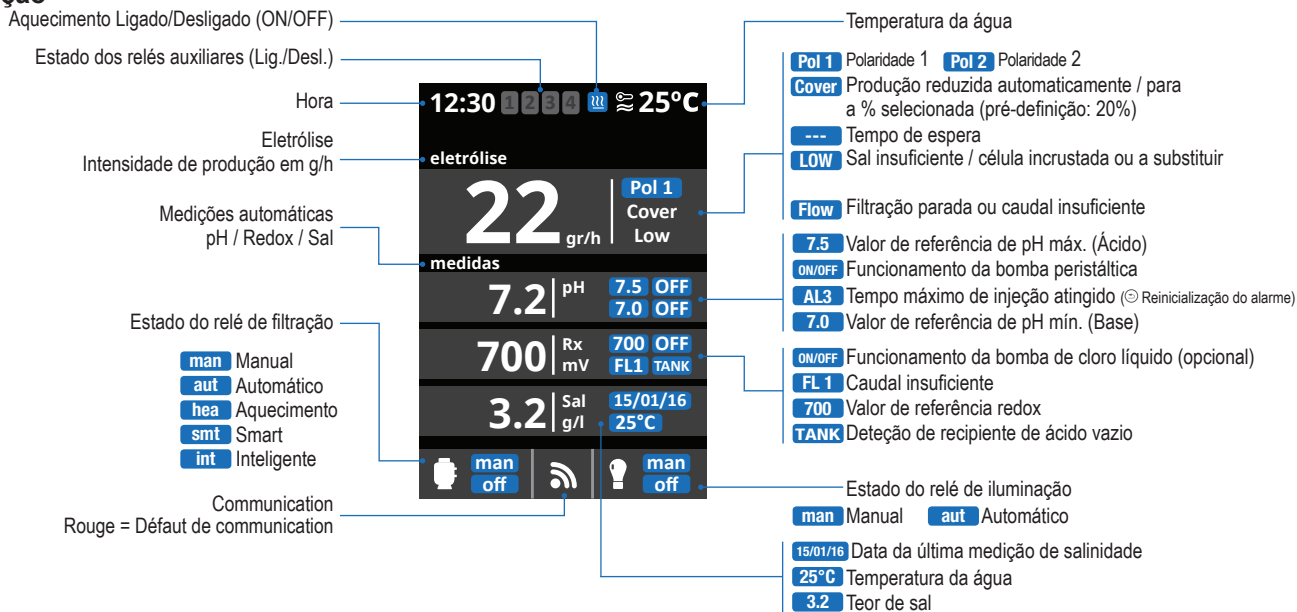 Aquecimento Ligado/Desligado (ON/OFF)
Estado dos relés auxiliares (Lig./Desl.)
Hora
Eletrólise
Intensidade de produção em g/h
Medições automáticas
pH / Redox / Sal
Estado do relé de filtração
man Manual
aut Automático
hea Aquecimento
smt Smart
int Inteligente
Communication
Rouge = Défaut de communication
12:30 1 2 3 4 25ºC
eletrólise
22 gr/h
Pol 1
Cover
Low
medidas
7.2 pH 7.5 OFF
7.0 OFF
700 Rx mV 700 OFF
FL1 TANK
3.2 Sal g/l 15/01/16
25°C
man
off
man
off
Temperatura da água
Pol 1 Polaridade 1 Pol 2 Polaridade 2
Cover Produção reduzida automaticamente / para
a % selecionada (pré-definição: 20%)
--- Tempo de espera
LOW Sal insuficiente / célula incrustada ou a substituir
Flow Filtração parada ou caudal insuficiente
7.5 Valor de referência de pH máx. (Ácido)
ON/OFF Funcionamento da bomba peristáltica
AL3 Tempo máximo de injeção atingido (㊀ Reinicialização do alarme)
7.0 Valor de referência de pH mín. (Base)
ON/OFF Funcionamento da bomba de cloro líquido (opcional)
FL 1 Caudal insuficiente
700 Valor de referência redox
TANK Deteção de recipiente de ácido vazio
Estado do relé de iluminação
man Manual aut Automático
15/01/16 Data da última medição de salinidade
25°C Temperatura da água
3.2 Teor de sal